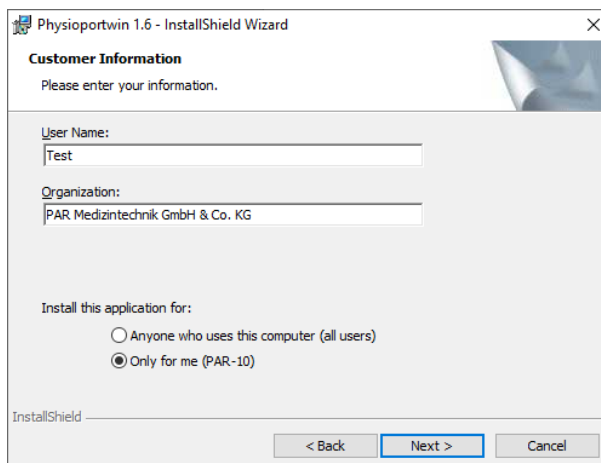 Physioportwin 1.6 - InstallShield Wizard
Customer Information
Please enter your information.
User Name:
Test
Organization:
PAR Medizintechnik GmbH & Co. KG
Install this application for:
Anyone who uses this computer (all users)
Only for me (PAR-10)
InstallShield
< Back Next > Cancel